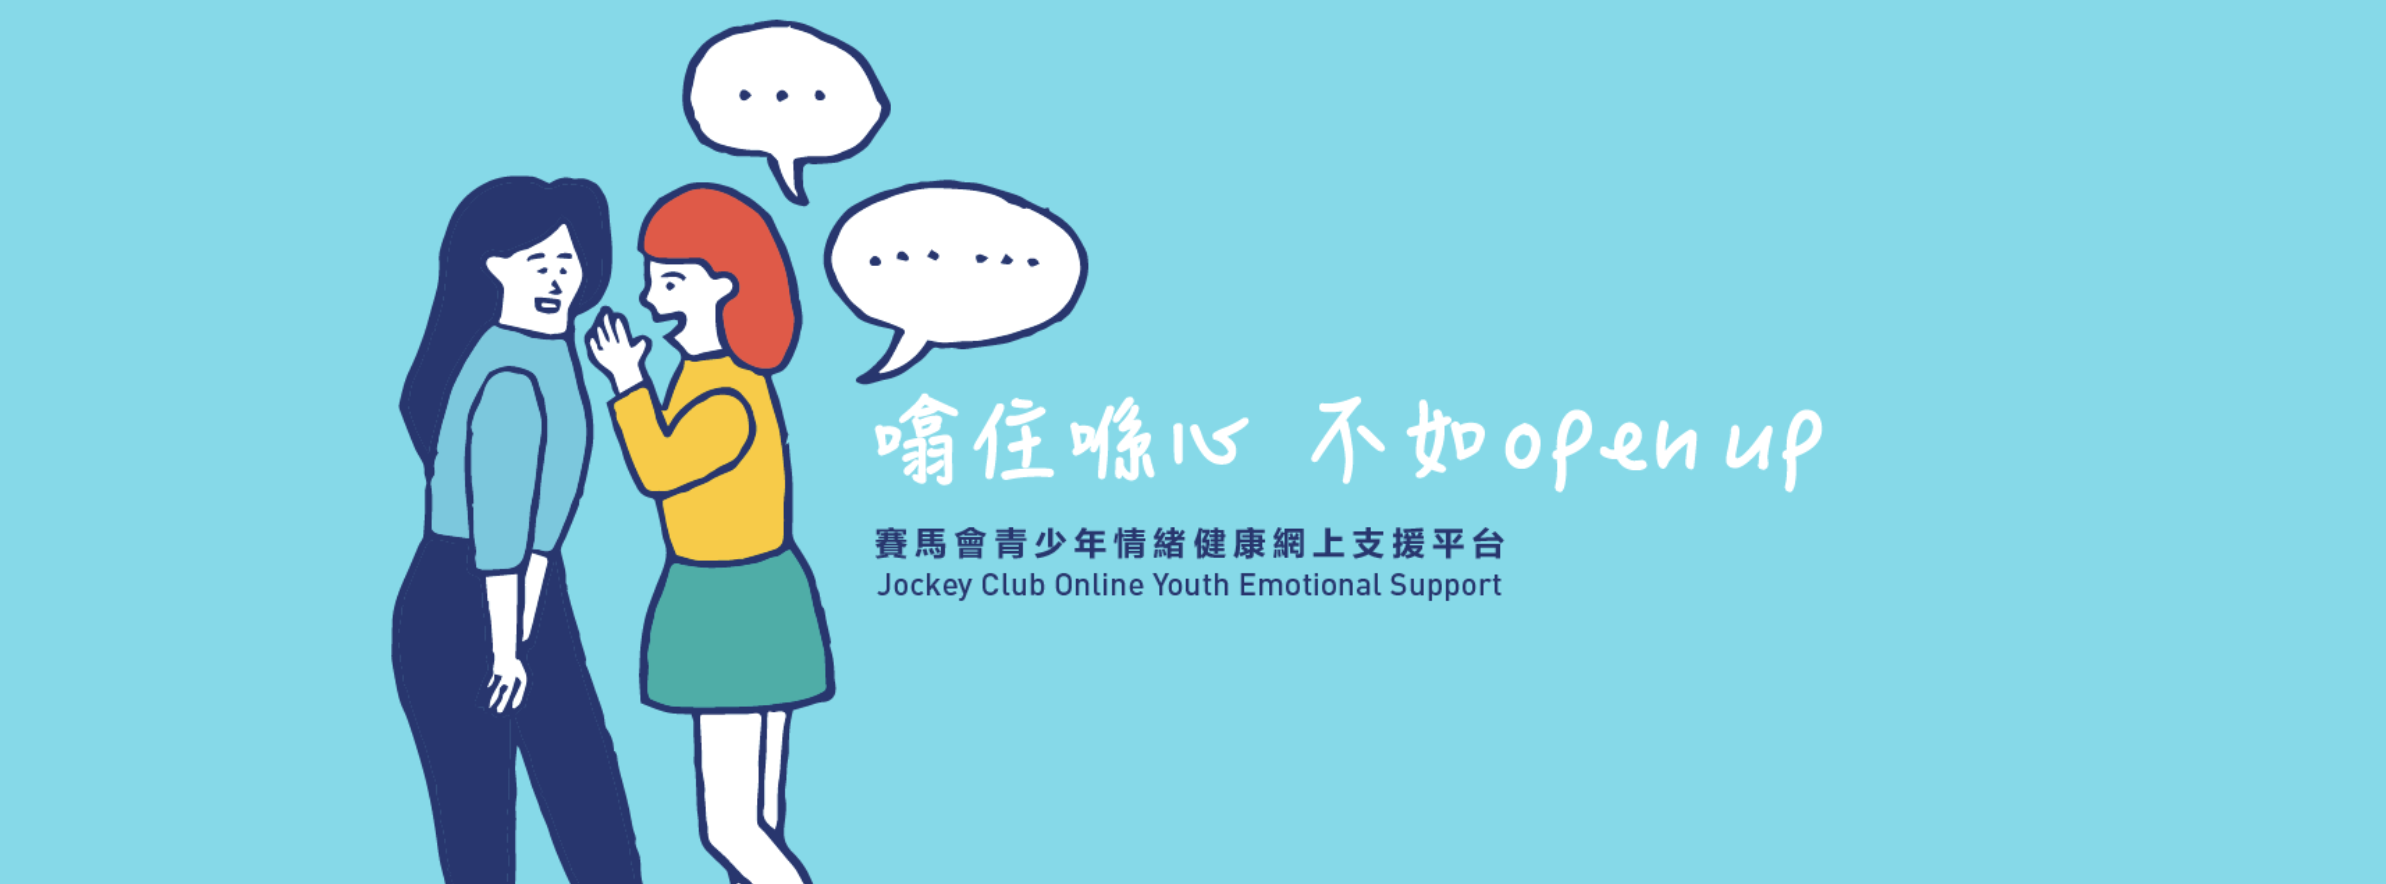 噏住喺心 不如open up
賽馬會青少年情緒健康網上支援平台
Jockey Club Online Youth Emotional Support